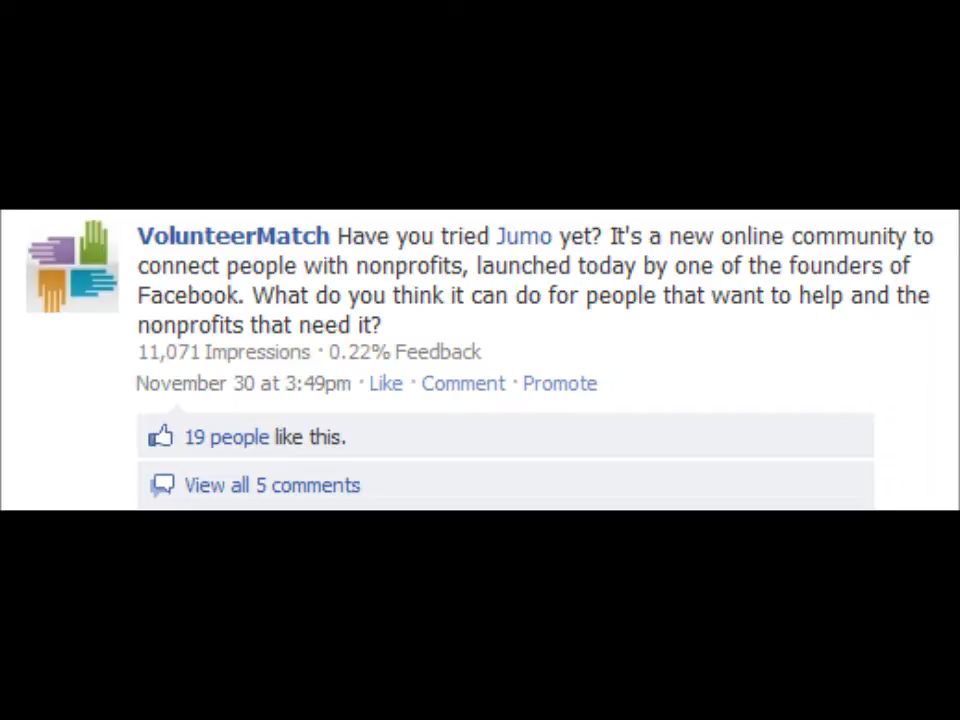 VolunteerMatch Have you tried Jumo yet? It's a new online community to
connect people with nonprofits, launched today by one of the founders of
Facebook. What do you think it can do for people that want to help and the
nonprofits that need it?
11,071 Impressions · 0.22% Feedback
November 30 at 3:49pm · Like · Comment · Promote
19 people like this.
View all 5 comments